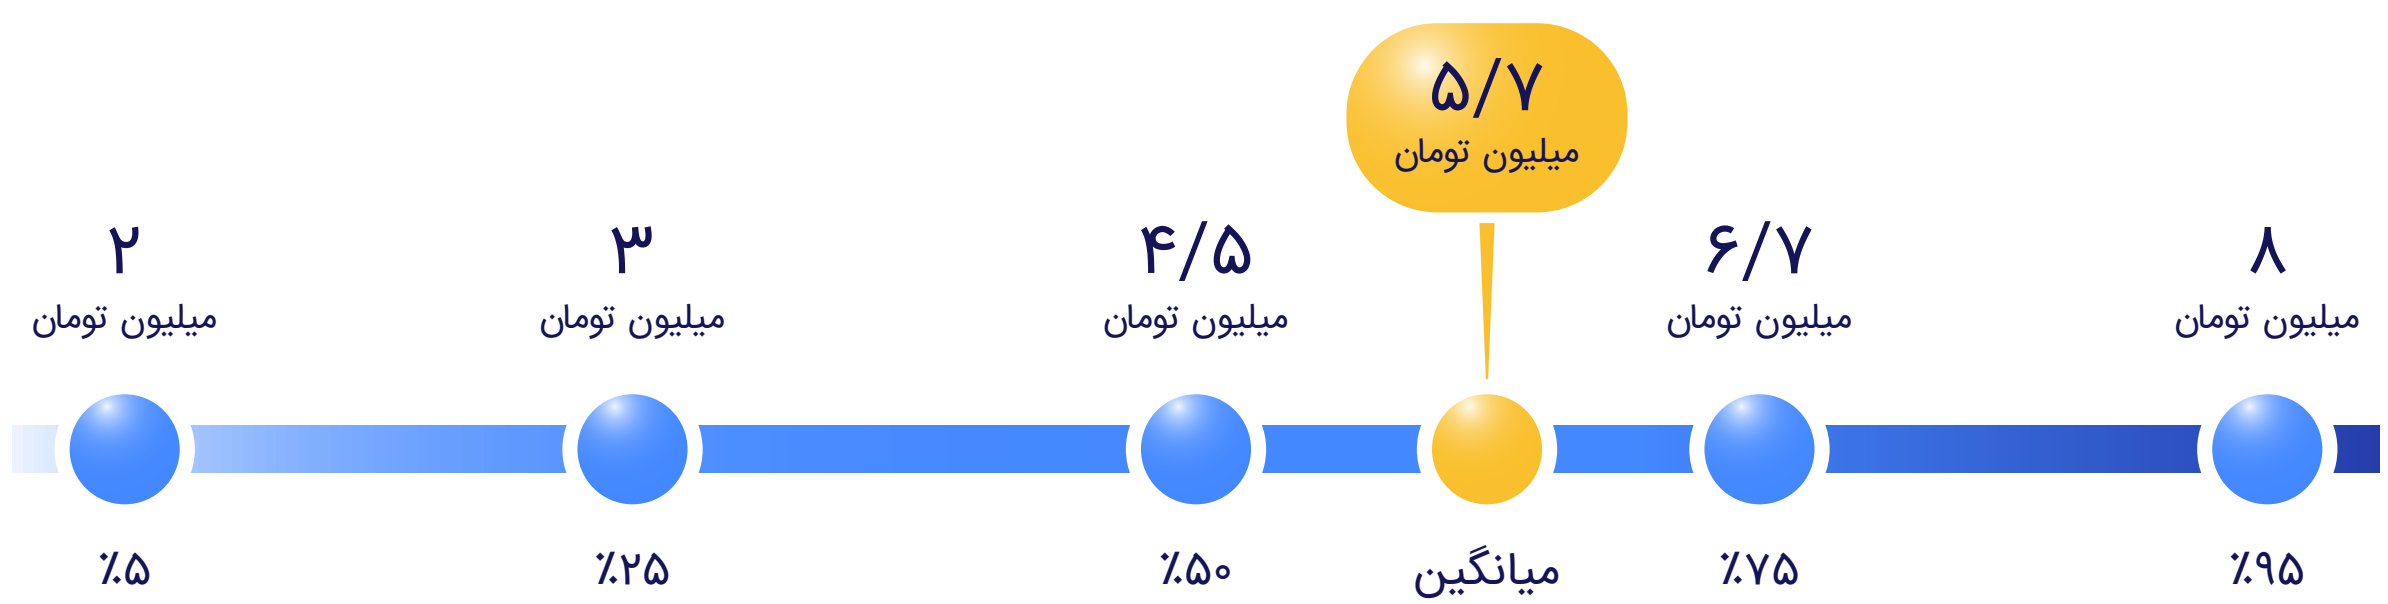 ۵/۷
میلیون تومان
۲
میلیون تومان
۳
میلیون تومان
۴/۵
میلیون تومان
۶/۷
میلیون تومان
۸
میلیون تومان
٪۵
٪۲۵
٪۵۰
میانگین
٪۷۵
٪۹۵